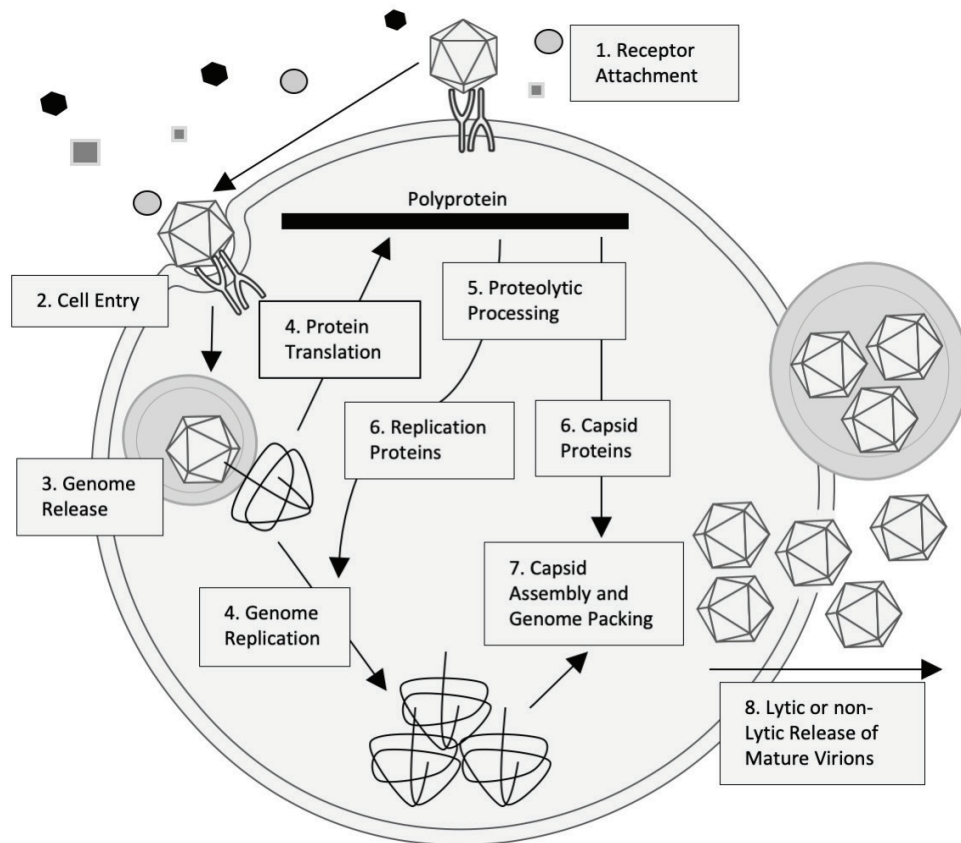 1. Receptor
Attachment
Polyprotein
2. Cell Entry
4. Protein
Translation
5. Proteolytic
Processing
6. Replication
Proteins
6. Capsid
Proteins
3. Genome
Release
4. Genome
Replication
7. Capsid
Assembly and
Genome Packing
8. Lytic or non-
Lytic Release of
Mature Virions